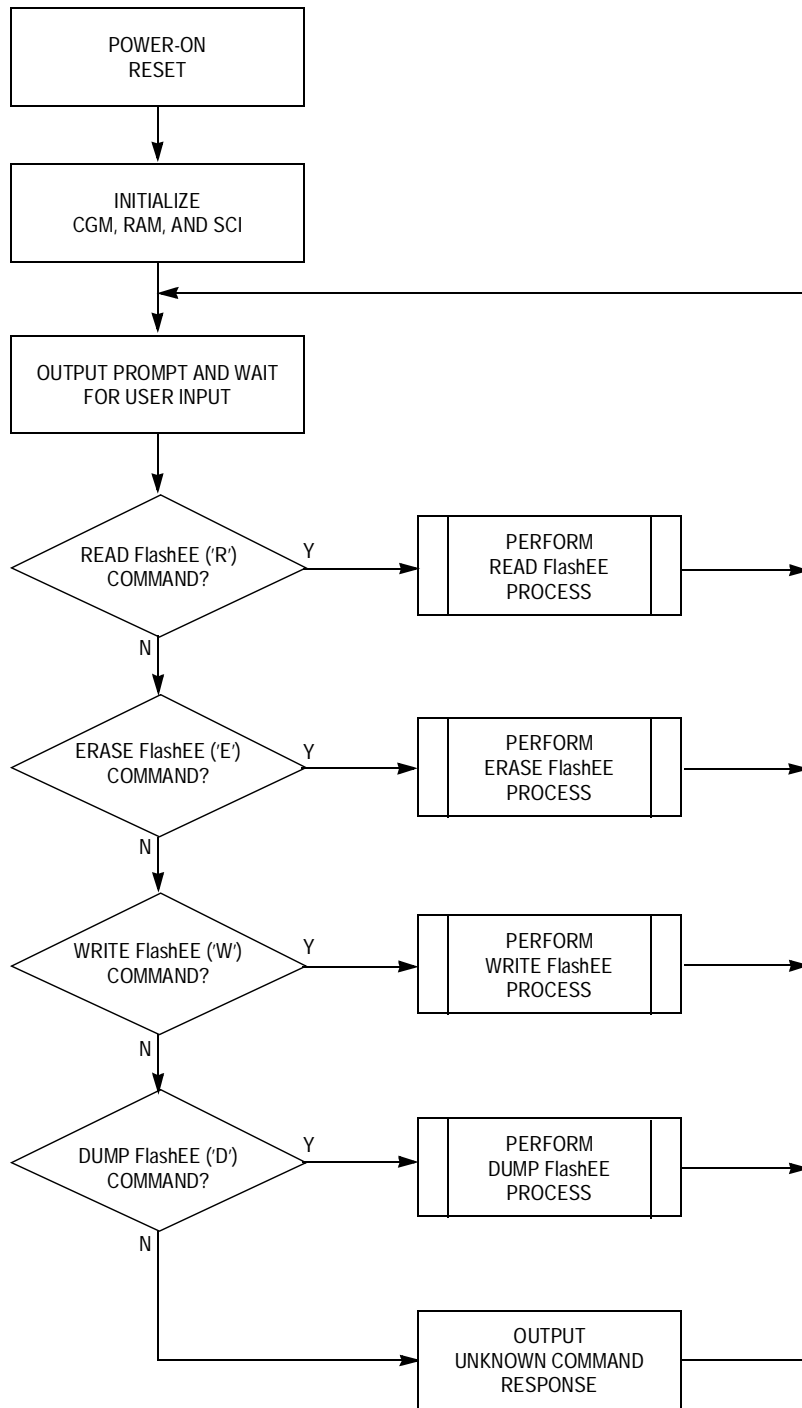 POWER-ON
RESET
INITIALIZE
CGM, RAM, AND SCI
OUTPUT PROMPT AND WAIT
FOR USER INPUT
READ FlashEE ('R')
COMMAND?
Y
PERFORM
READ FlashEE
PROCESS
N
ERASE FlashEE ('E')
COMMAND?
Y
PERFORM
ERASE FlashEE
PROCESS
N
WRITE FlashEE ('W')
COMMAND?
Y
PERFORM
WRITE FlashEE
PROCESS
N
DUMP FlashEE ('D')
COMMAND?
Y
PERFORM
DUMP FlashEE
PROCESS
N
OUTPUT
UNKNOWN COMMAND
RESPONSE